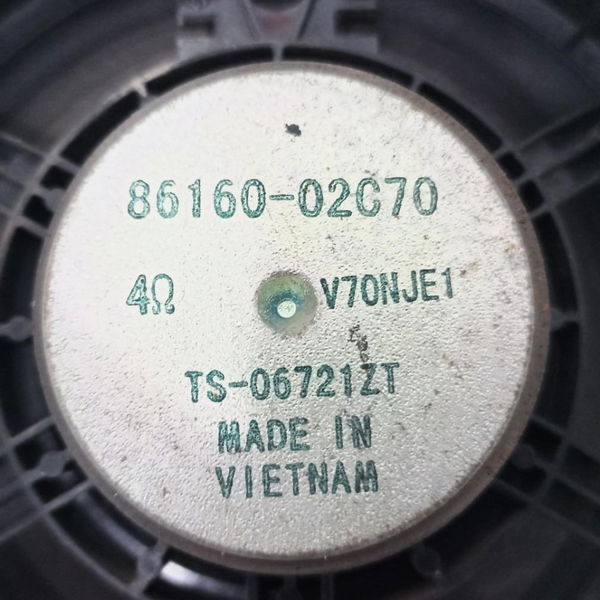 86160-02C70
4Ω V70NJE1
TS-06721ZT
MADE IN
VIETNAM